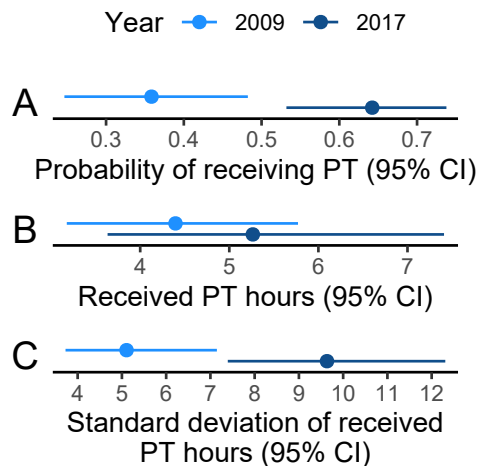 Year 2009 2017
A
0.3 0.4 0.5 0.6 0.7
Probability of receiving PT (95% CI)
B
4 5 6 7
Received PT hours (95% CI)
C
4 5 6 7 8 9 10 11 12
Standard deviation of received
PT hours (95% CI)